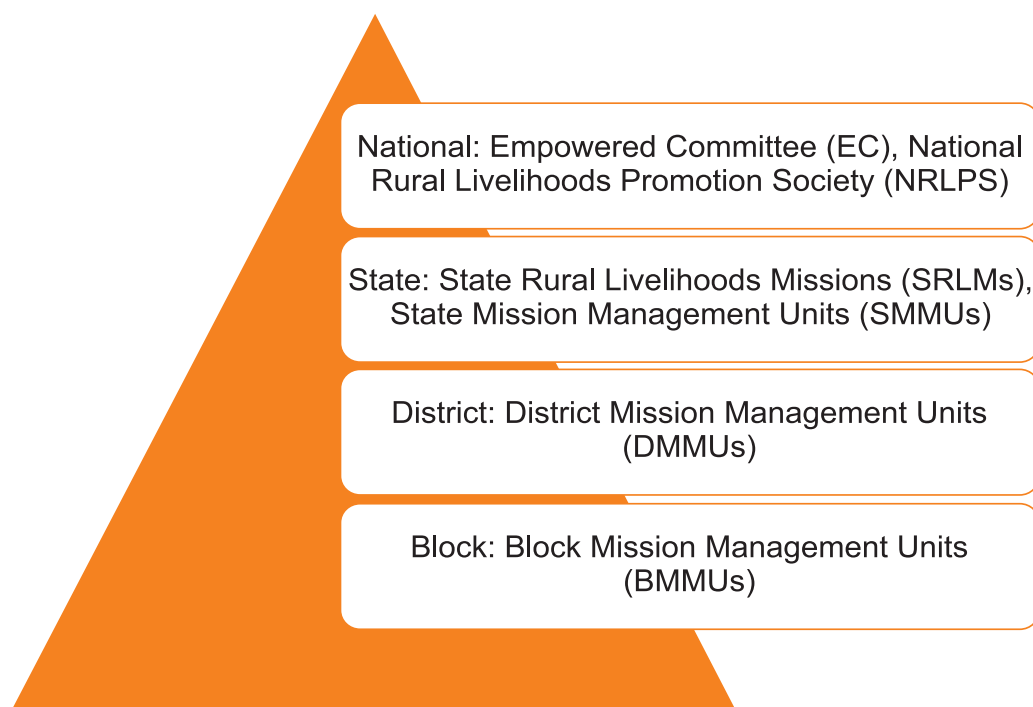 National: Empowered Committee (EC), National
Rural Livelihoods Promotion Society (NRLPS)
State: State Rural Livelihoods Missions (SRLMs),
State Mission Management Units (SMMUs)
District: District Mission Management Units
(DMMUs)
Block: Block Mission Management Units
(BMMUs)